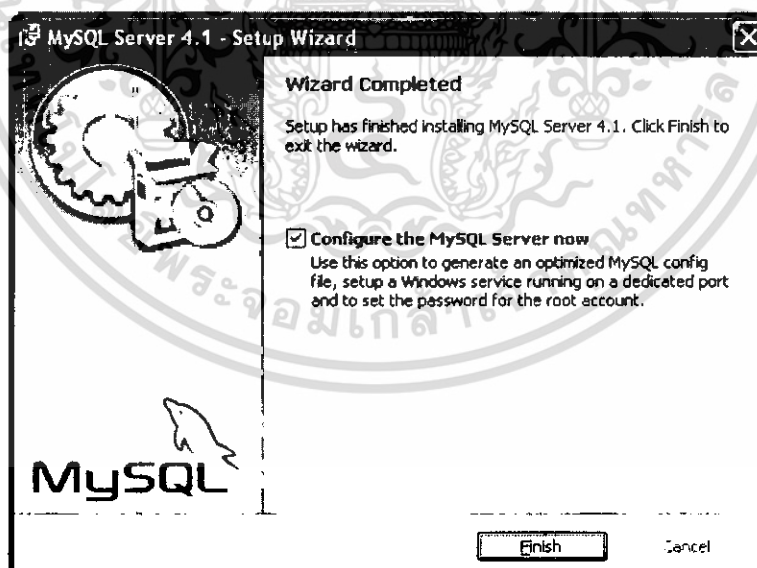 MySQL Server 4.1 - Setup Wizard
Wizard Completed
Setup has finished installing MySQL Server 4.1. Click Finish to
exit the wizard.
Configure the MySQL Server now
Use this option to generate an optimized MySQL config
file, setup a Windows service running on a dedicated port
and to set the password for the root account.
MySQL
Finish
Cancel